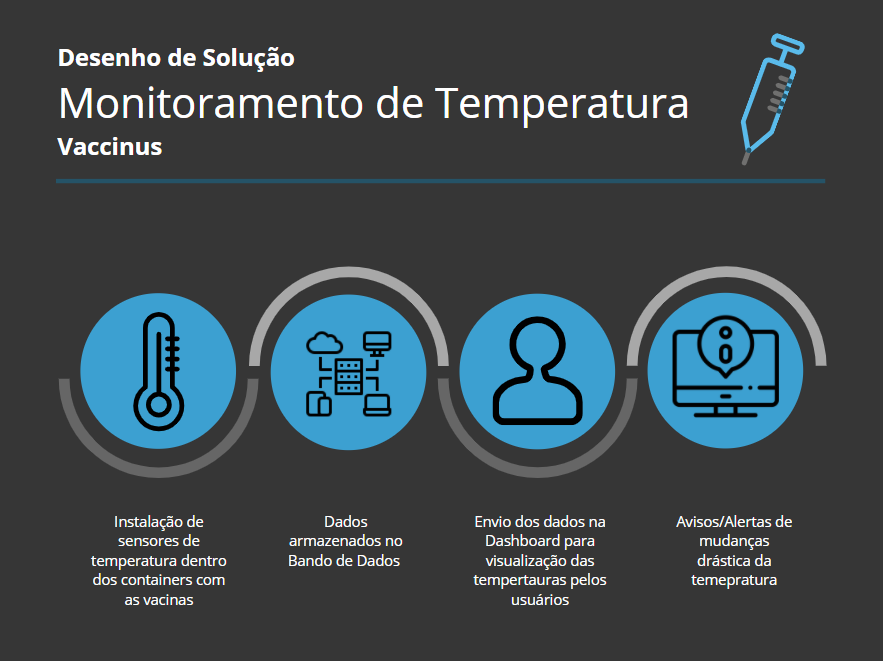 Desenho de Solução
Monitoramento de Temperatura
Vaccinus
Instalação de
sensores de
temperatura dentro
dos containers com
as vacinas
Dados
armazenados no
Bando de Dados
Envio dos dados na
Dashboard para
visualização das
tempertauras pelos
usuários
Avisos/Alertas de
mudanças
drástica da
temepratura